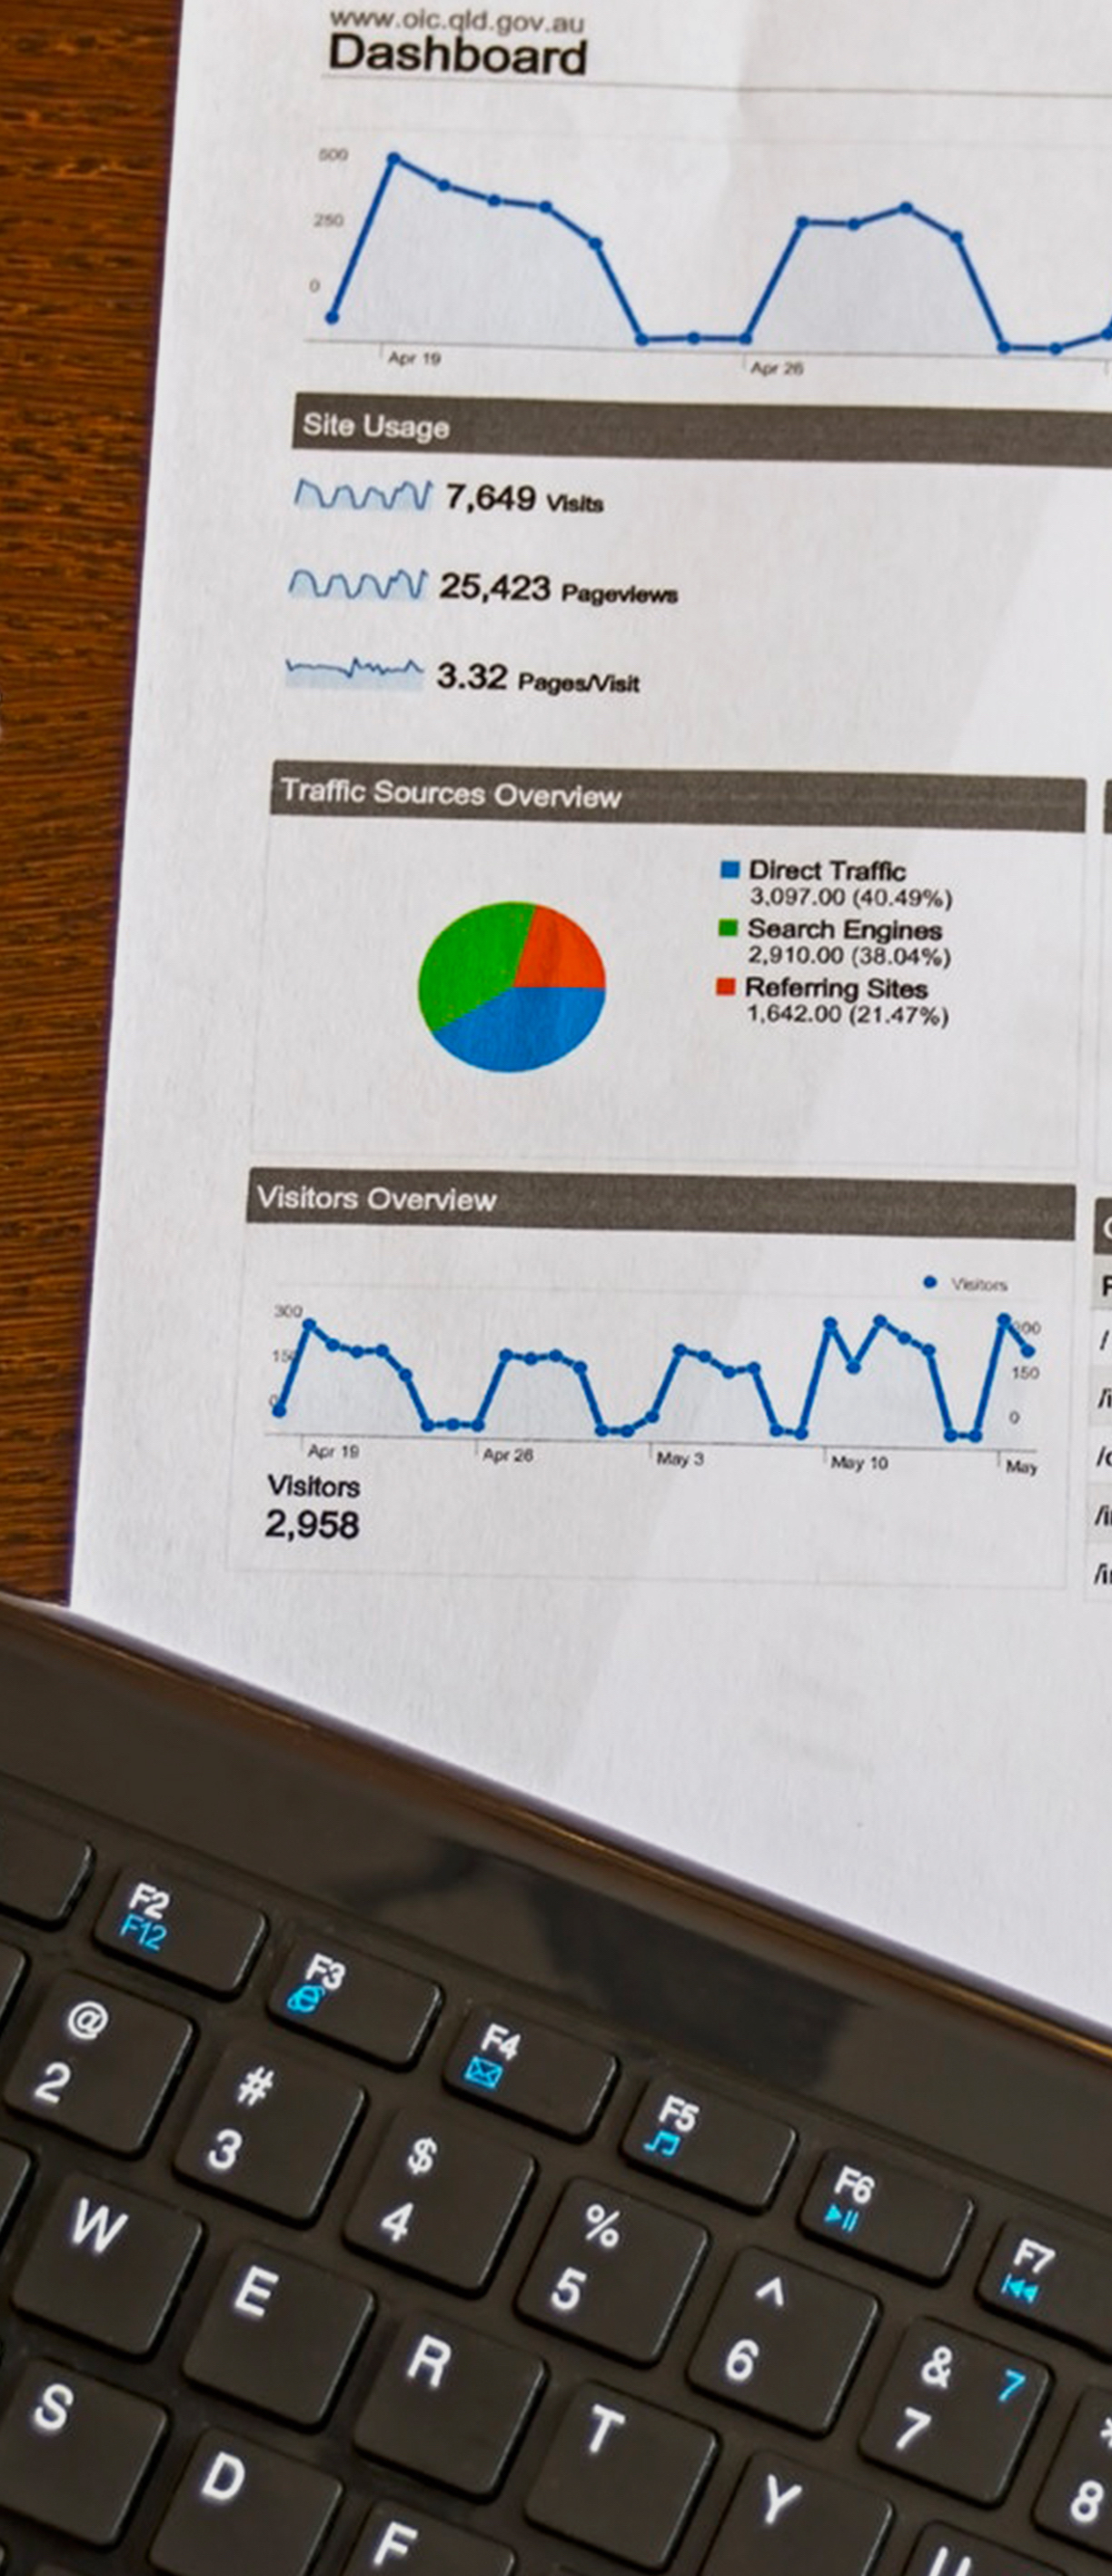 www.oic.qld.gov.au
Dashboard
500
250
0
Apr 19
Apr 26
Site Usage
7,649 Visits
25,423 Pageviews
3.32 Pages/Visit
Traffic Sources Overview
Direct Traffic
3,097.00 (40.49%)
Search Engines
2,910.00 (38.04%)
Referring Sites
1,642.00 (21.47%)
Visitors Overview
Visitors
300
150
0
150
0
Apr 19
Apr 26
May 3
May 10
May
Visitors
2,958
F2
F12
F3
F4
F5
F6
F7
@
2
#
3
$
4
%
5
^
6
& 7
7
8
W
E
R
T
Y
S
D
F